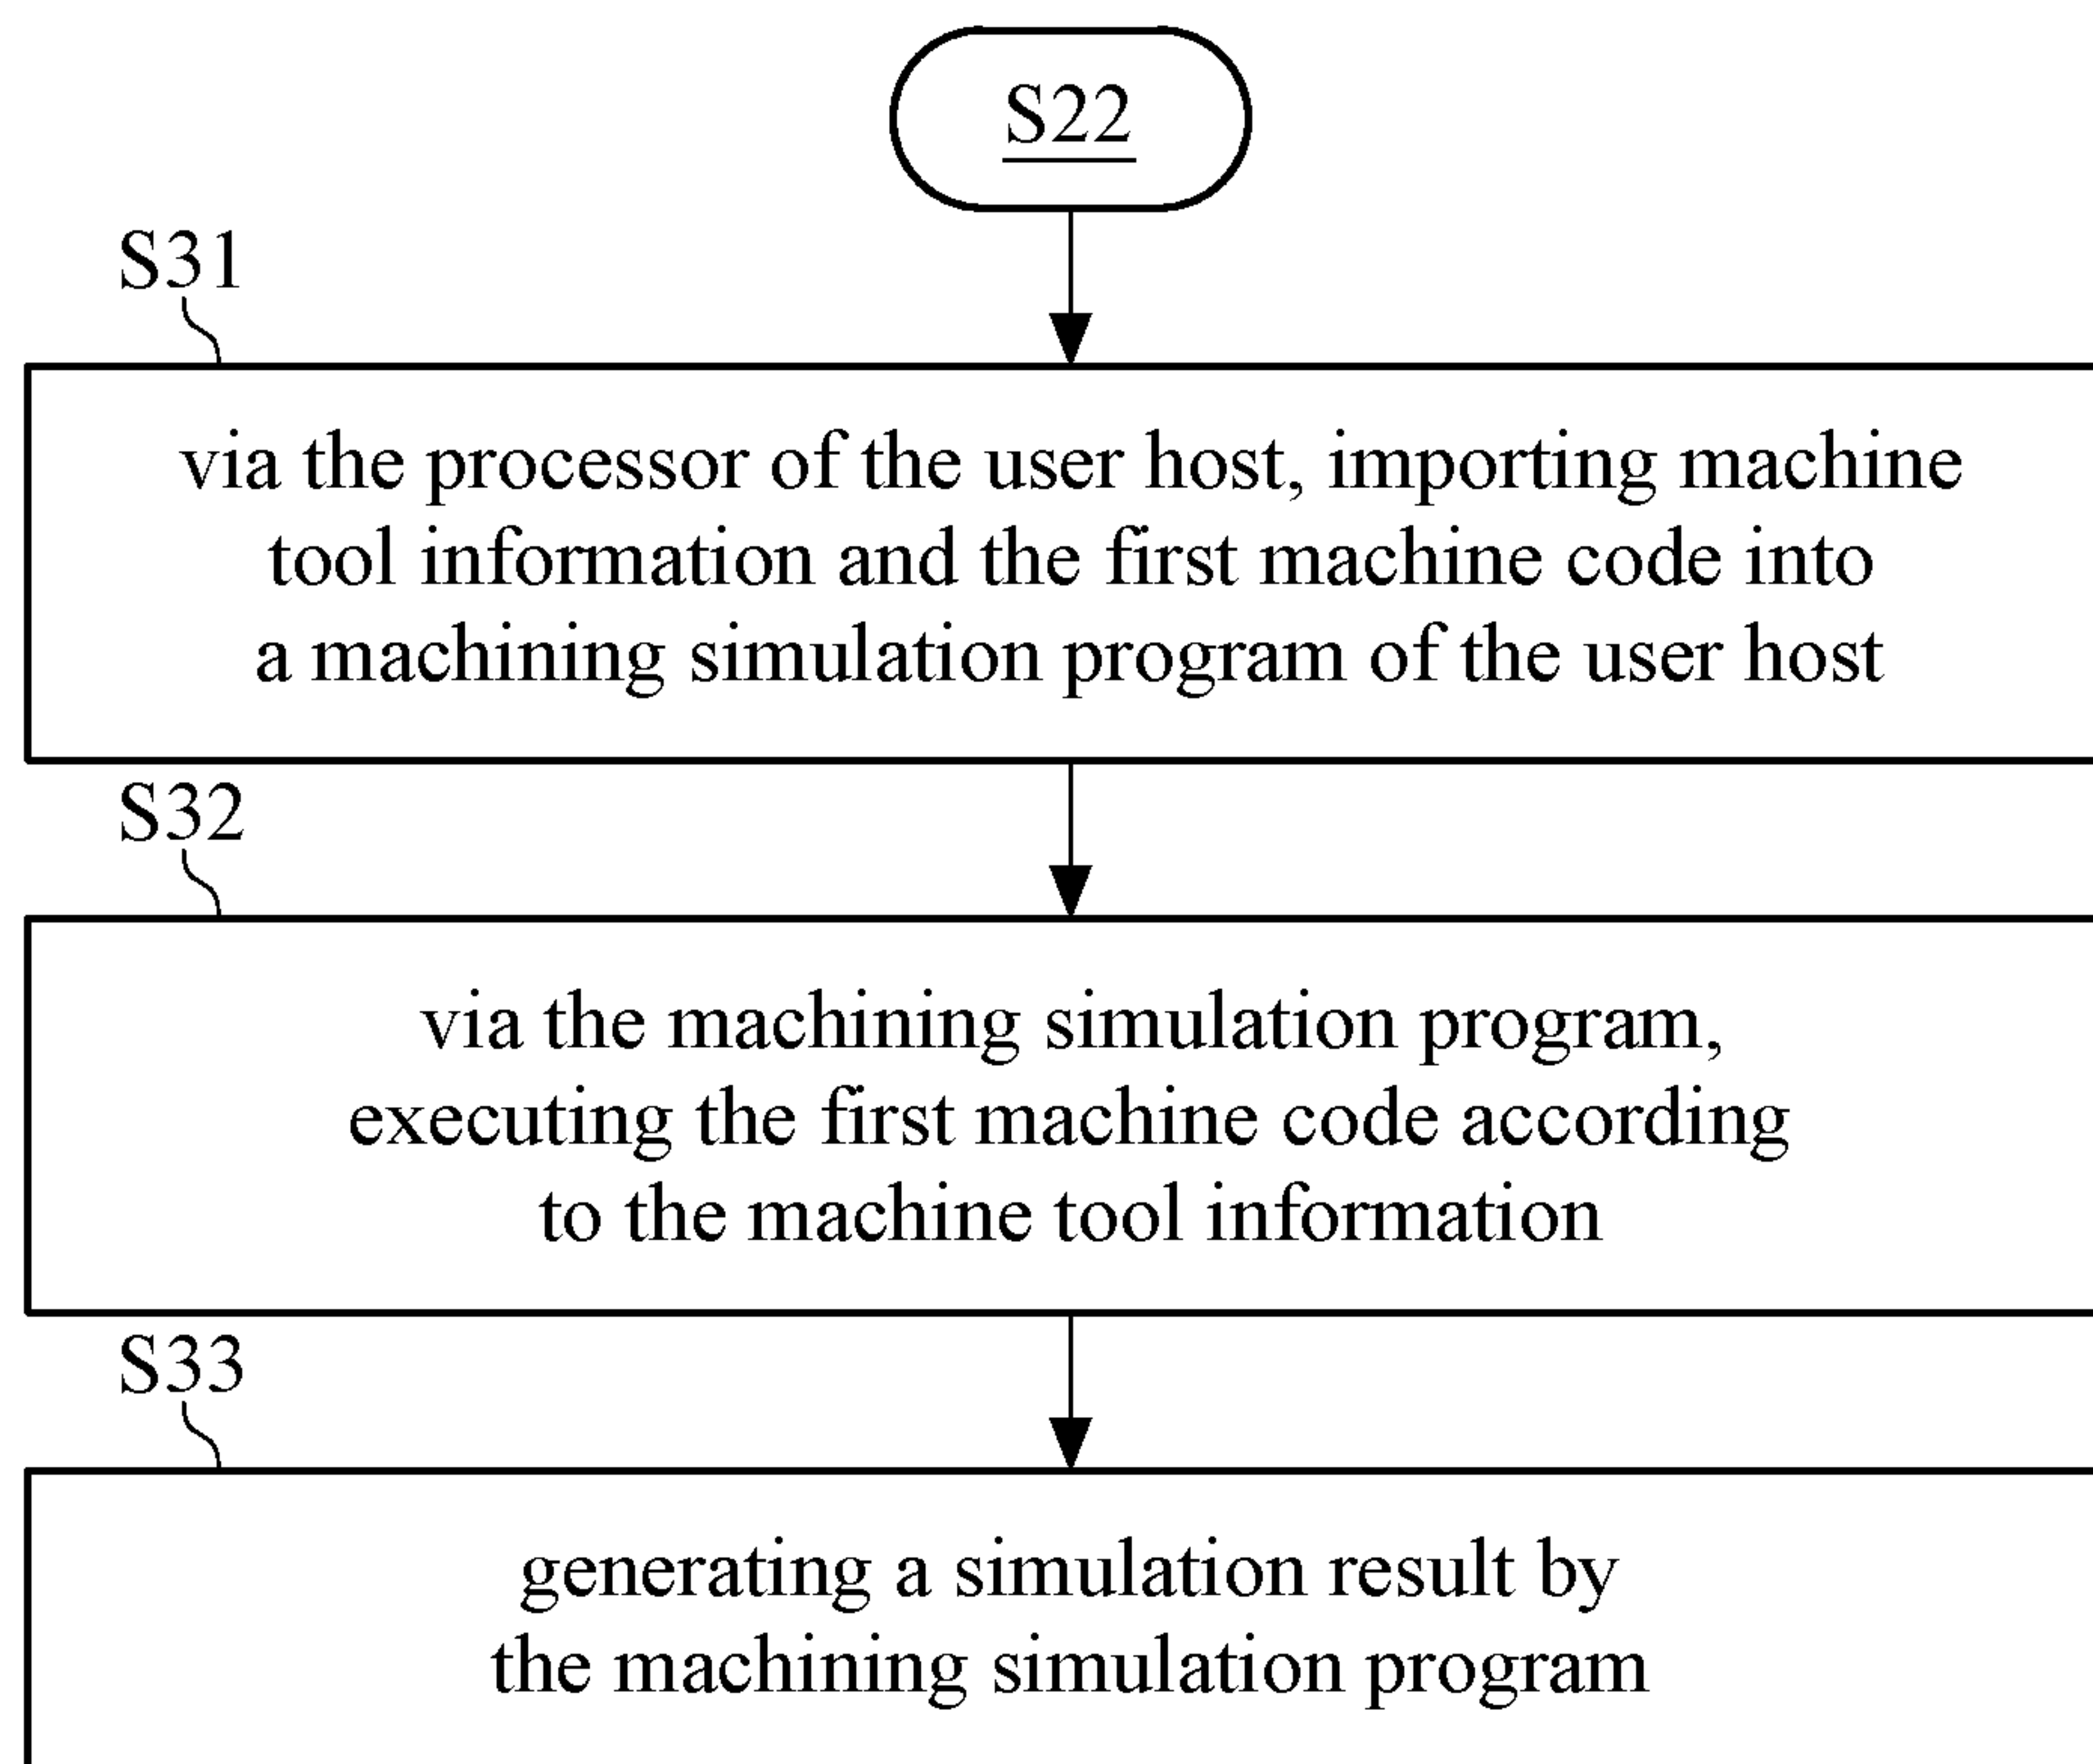 S22
S31
via the processor of the user host, importing machine
tool information and the first machine code into
a machining simulation program of the user host
S32
via the machining simulation program,
executing the first machine code according
to the machine tool information
S33
generating a simulation result by
the machining simulation program